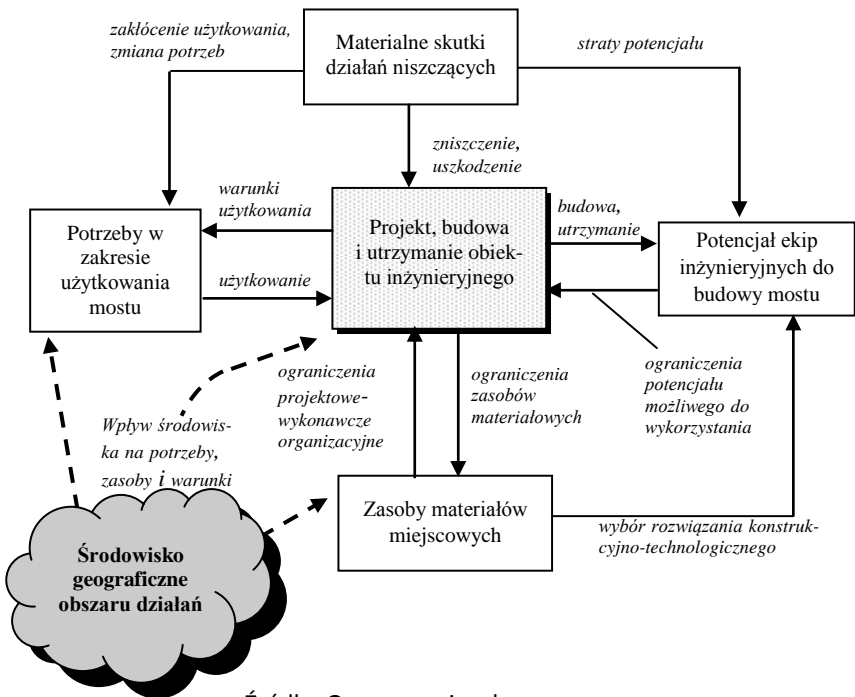 zakłócenie użytkowania,
zmiana potrzeb
Materialne skutki
działań niszczących
straty potencjału
zniszczenie,
uszkodzenie
warunki
użytkowania
budowa,
utrzymanie
Potrzeby w
zakresie
użytkowania
mostu
Projekt, budowa
i utrzymanie obiek-
tu inżynieryjnego
Potencjał ekip
inżynieryjnych do
budowy mostu
użytkowanie
ograniczenia
projektowe-
wykonawcze
organizacyjne
ograniczenia
zasobów
materiałowych
ograniczenia
potencjału
możliwego do
wykorzystania
Wpływ środowis-
ka na potrzeby,
zasoby i warunki
Zasoby materiałów
miejscowych
wybór rozwiązania konstruk-
cyjno-technologicznego
Środowisko
geograficzne
obszaru działań